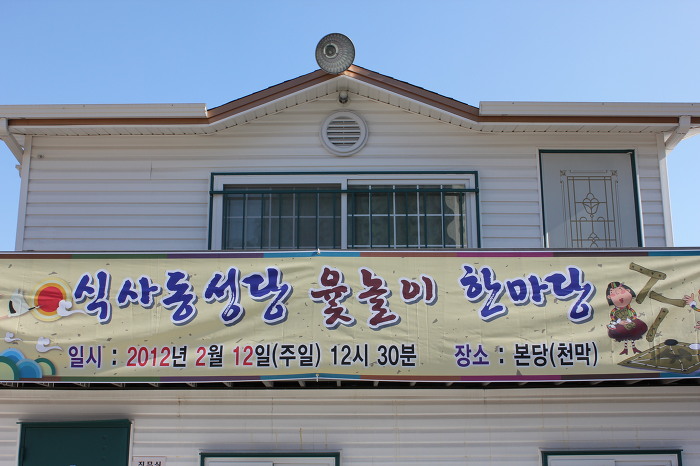 식사동성당 윷놀이 한마당
일시 : 2012년 2월 12일(주일) 12시 30분 장소 : 본당(천막)